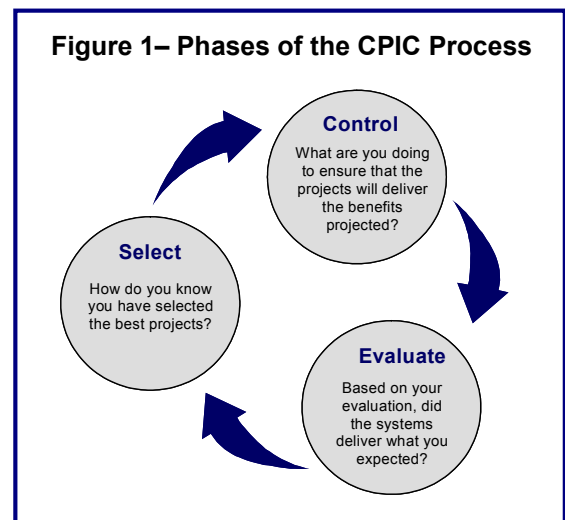 Figure 1– Phases of the CPIC Process
Control
What are you doing
to ensure that the
projects will deliver
the benefits
projected?
Select
How do you know
you have selected
the best projects?
Evaluate
Based on your
evaluation, did
the systems
deliver what you
expected?